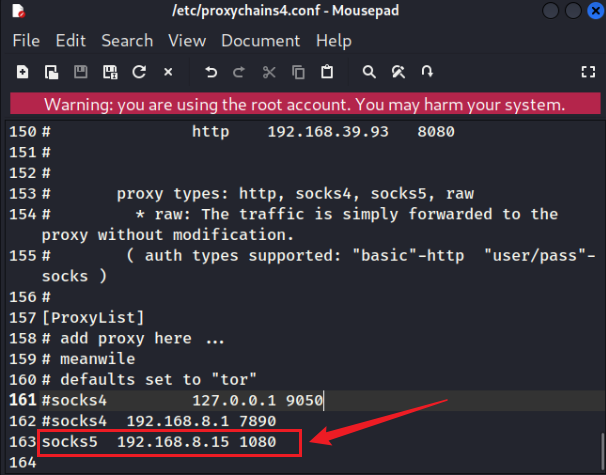 /etc/proxychains4.conf - Mousepad
File Edit Search View Document Help
Warning: you are using the root account. You may harm your system.
150 # http 192.168.39.93 8080
151 #
152 #
153 # proxy types: http, socks4, socks5, raw
154 # * raw: The traffic is simply forwarded to the
proxy without modification.
155 # ( auth types supported: "basic"-http "user/pass"-
socks )
156 #
157 [ProxyList]
158 # add proxy here ...
159 # meanwile
160 # defaults set to "tor"
161 #socks4 127.0.0.1 9050
162 #socks4 192.168.8.1 7890
163 socks5 192.168.8.15 1080
164